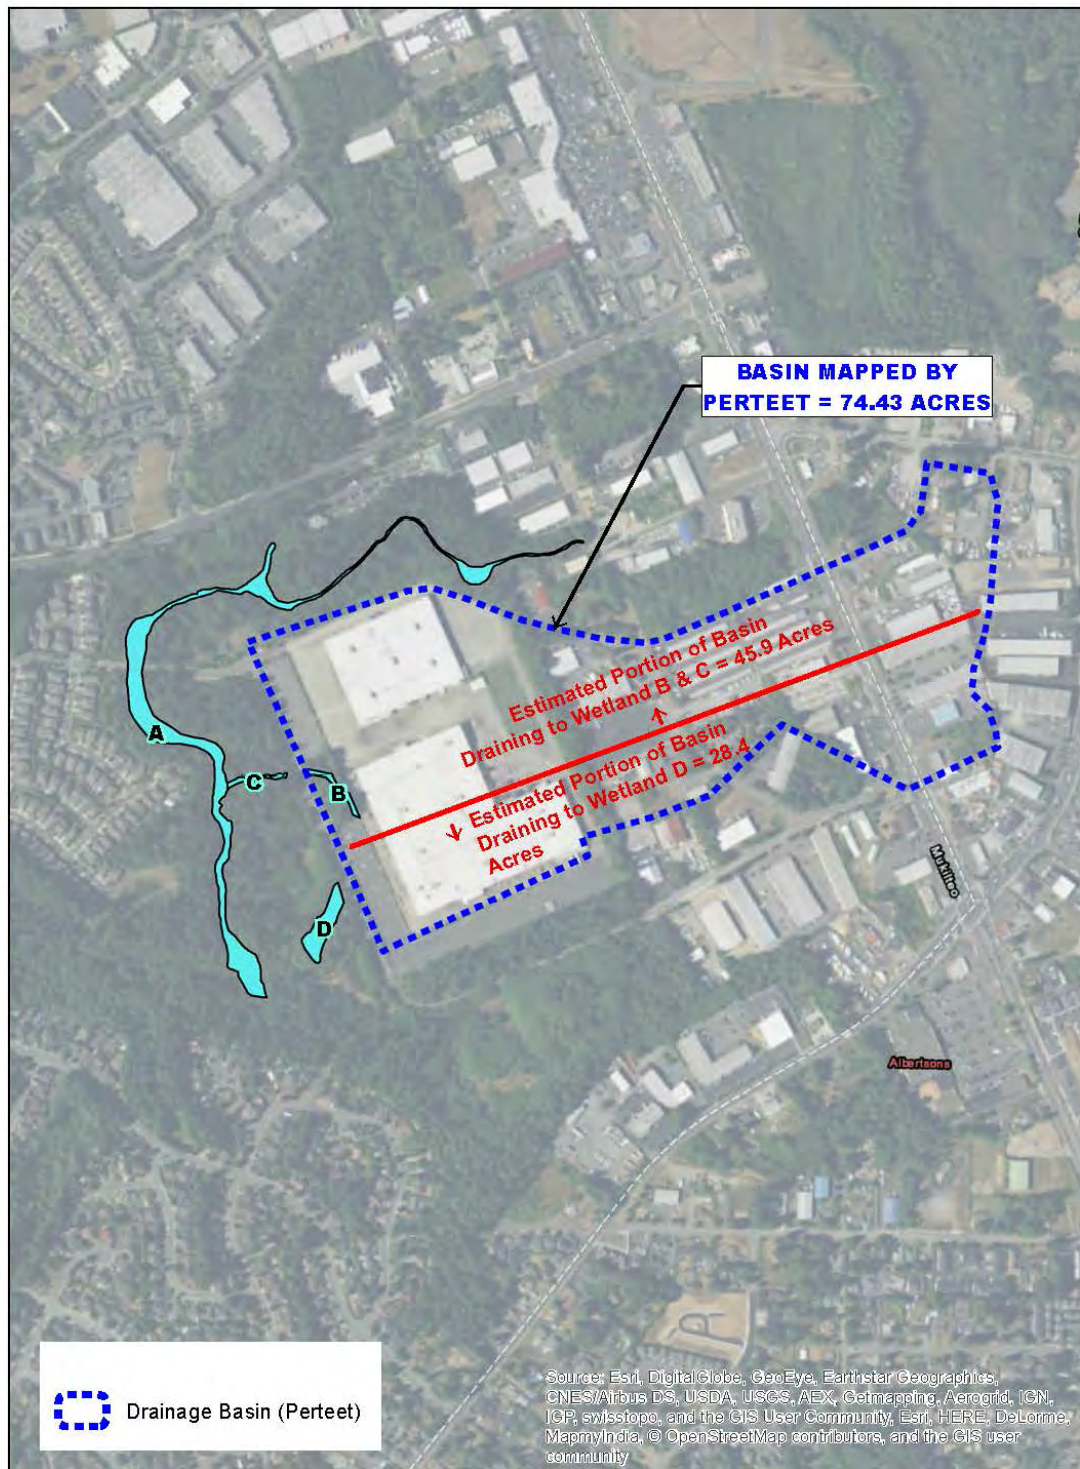 BASIN MAPPED BY
PERTEET = 74.43 ACRES
Estimated Portion of Basin
Draining to Wetland B & C = 45.9 Acres
Estimated Portion of Basin
Draining to Wetland D = 28.4
Acres
A
C
B
D
Mukilteo
Albertsons
Drainage Basin (Perteet)
Source: Esri, DigitalGlobe, GeoEye, Earthstar Geographics,
CNES/Airbus DS, USDA, USGS, AEX, Getmapping, Aerogrid, IGN,
IGP, swisstopo, and the GIS User Community, Esri, HERE, DeLorme,
MapmyIndia, © OpenStreetMap contributors, and the GIS user
community